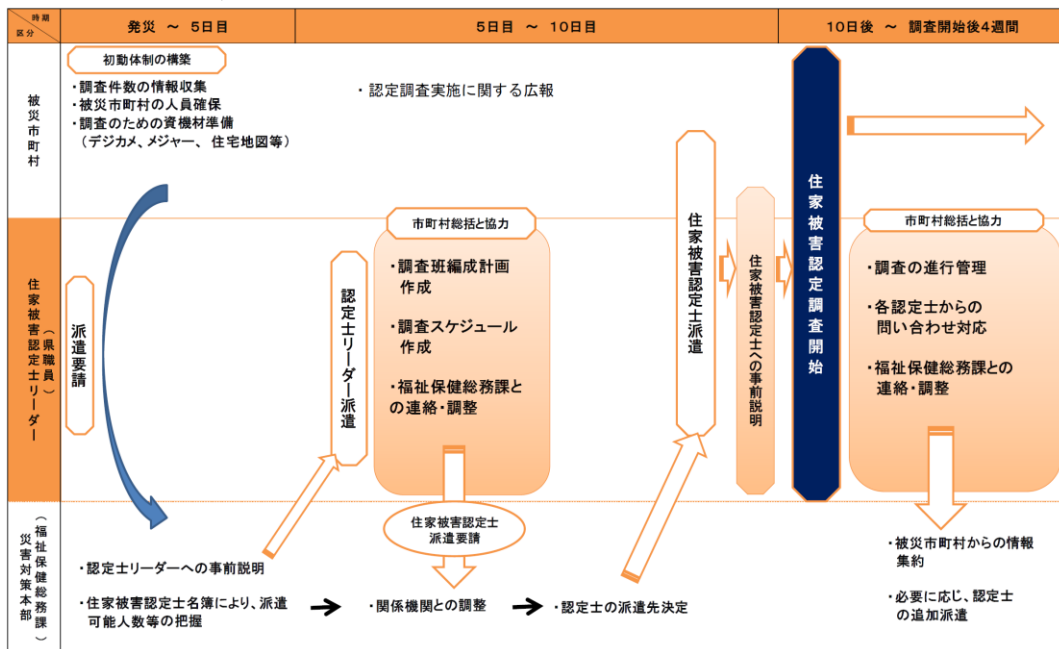 時期
区分
発災 ～ 5日目
5日目 ～ 10日目
10日後 ～ 調査開始後4週間
被災市町村
初動体制の構築
・調査件数の情報収集
・被災市町村の人員確保
・調査のための資機材準備
（デジカメ、メジャー、住宅地図等）
・認定調査実施に関する広報
住家被害認定士リーダー
（県職員）
派遣要請
認定士リーダー派遣
市町村総括と協力
・調査班編成計画
作成
・調査スケジュール
作成
・福祉保健総務課と
の連絡・調整
住家被害認定士
派遣要請
住家被害認定士派遣
住家被害認定士への事前説明
住家被害認定調査開始
市町村総括と協力
・調査の進行管理
・各認定士からの
問い合わせ対応
・福祉保健総務課との
連絡・調整
災害対策本部
（福祉保健総務課）
・認定士リーダーへの事前説明
・住家被害認定士名簿により、派遣
可能人数等の把握
・関係機関との調整
・認定士の派遣先決定
・被災市町村からの情報
集約
・必要に応じ、認定士
の追加派遣